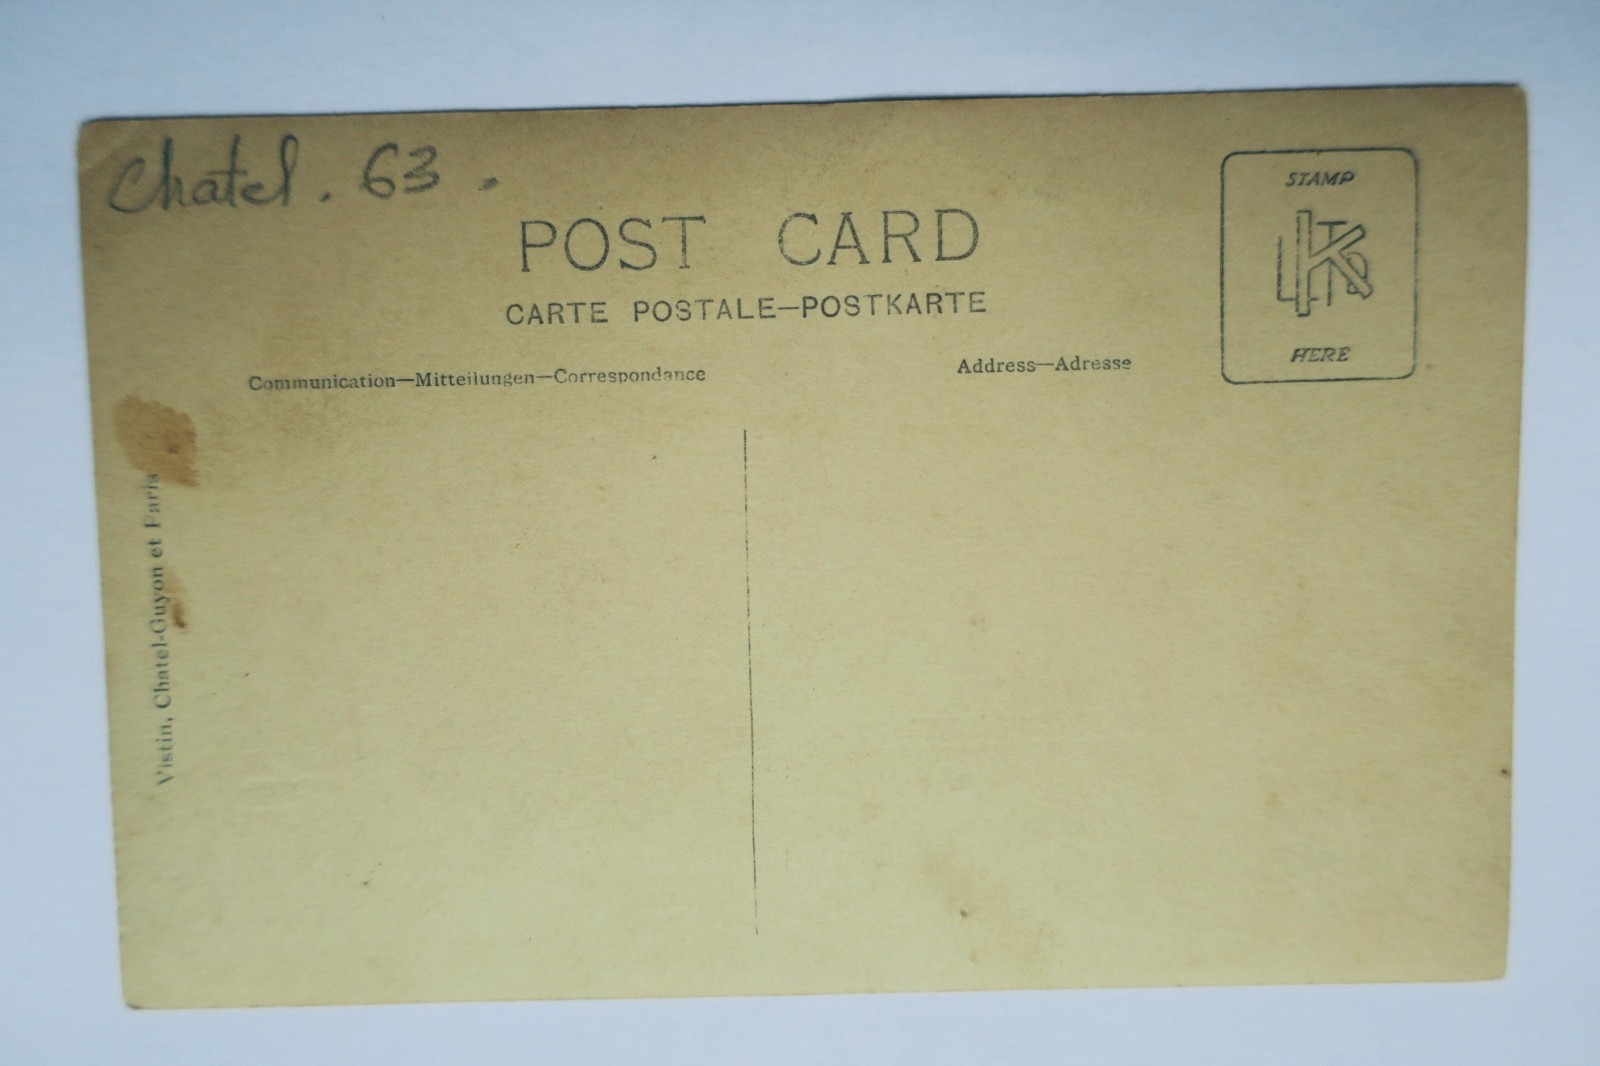 Chatel. 63.
POST CARD
CARTE POSTALE—POSTKARTE
Communication—Mitteilungen—Correspondance
Address—Adresse
STAMP
HERE
Vistin, Chatel-Guyon et Paris